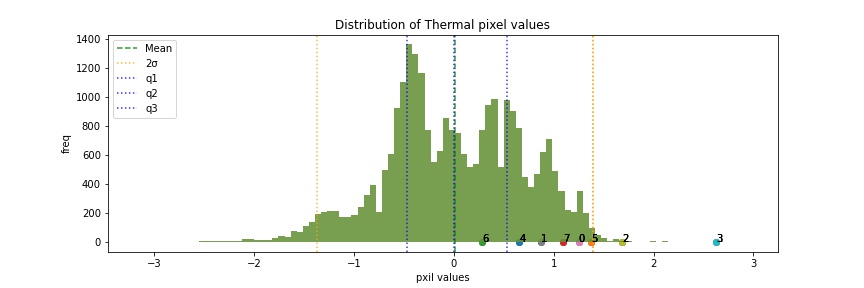 Distribution of Thermal pixel values
Mean
2σ
q1
q2
q3
freq
1400
1200
1000
800
600
400
200
0
6 4 1 7 0 5 2 3
−3 −2 −1 0 1 2 3
pxil values